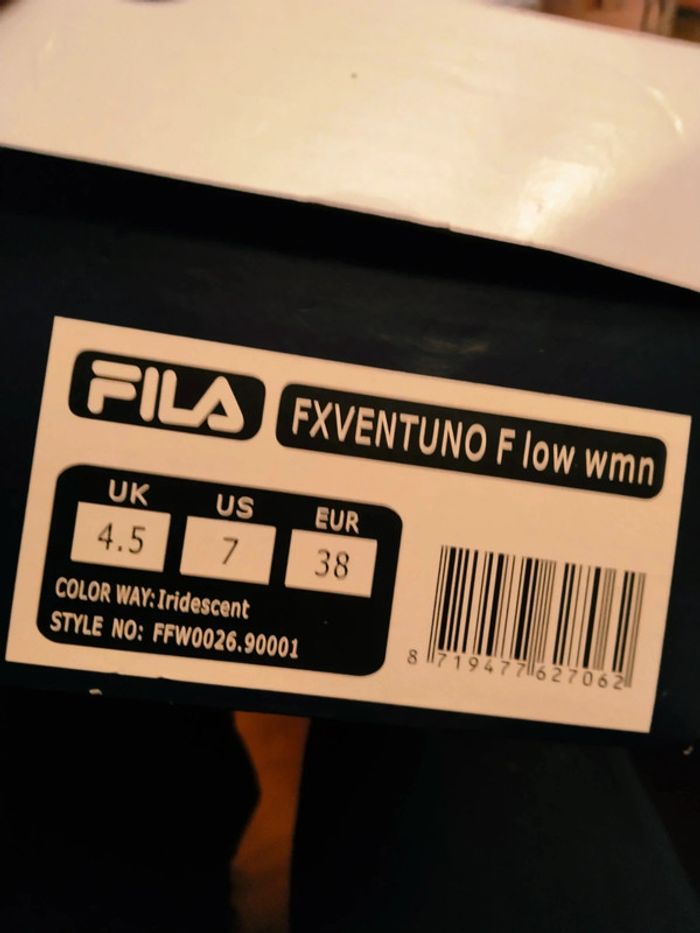 FILA
FXVENTUNO F low wmn
UK US EUR
4.5 7 38
COLOR WAY: Iridescent
STYLE NO: FFW0026.90001
8 719477 627062